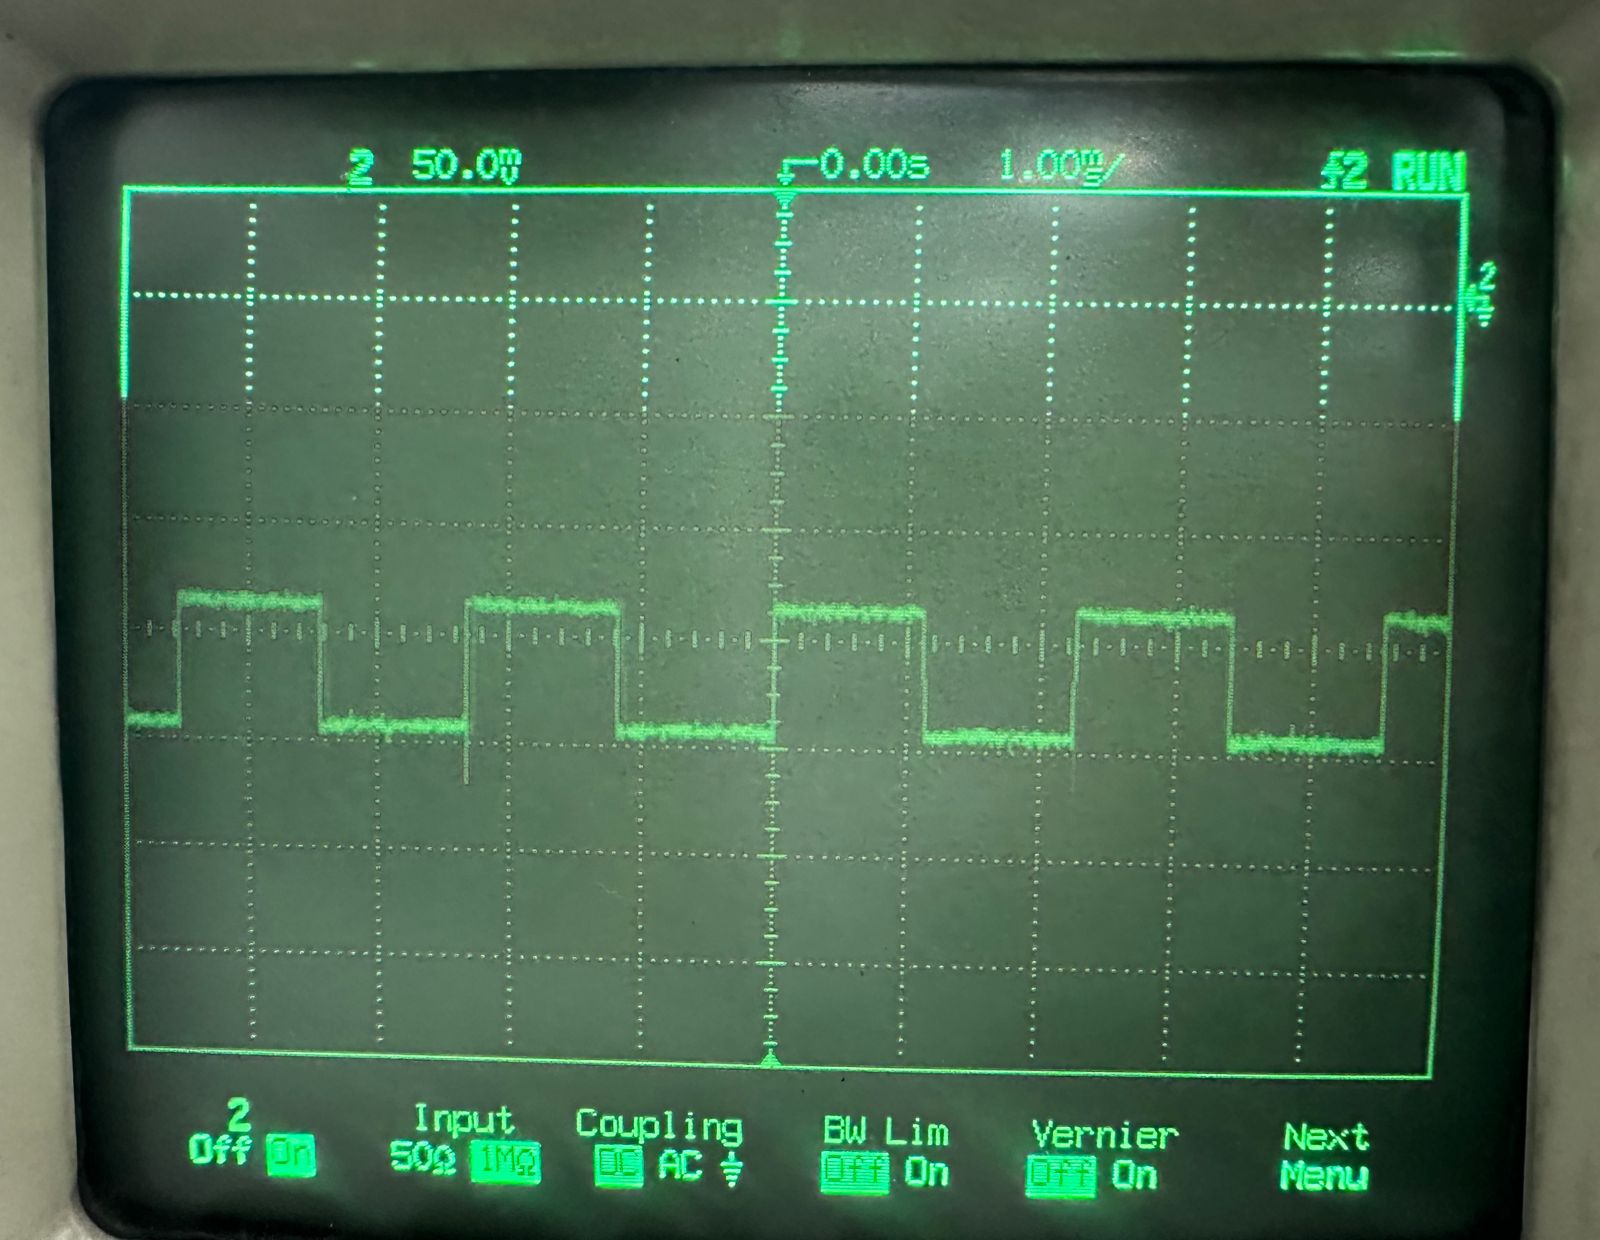 2 50.0mV 0.00s 1.00ms/ f2 RUN
2
2 Input Coupling BW Lim Vernier Next
Off On 50Ω 1MΩ DC AC Off On Off On Menu